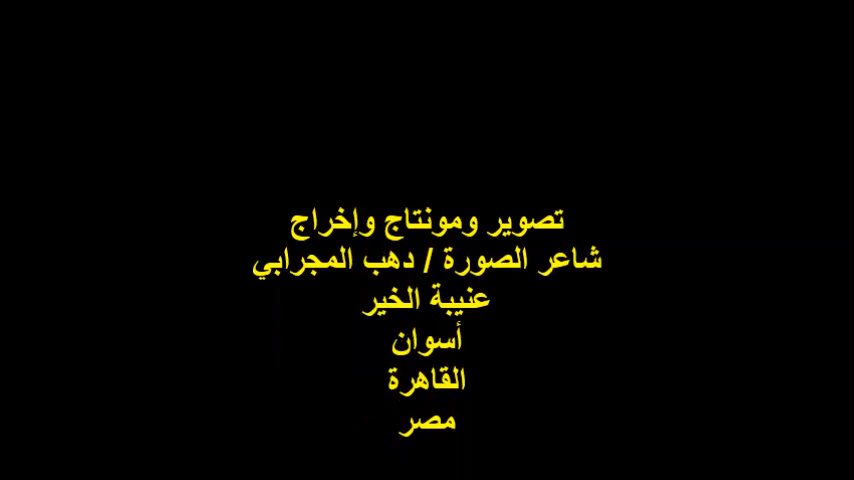 تصوير ومونتاج وإخراج
شاعر الصورة / دهب المجرابي
عنيبة الخير
أسوان
القاهرة
مصر